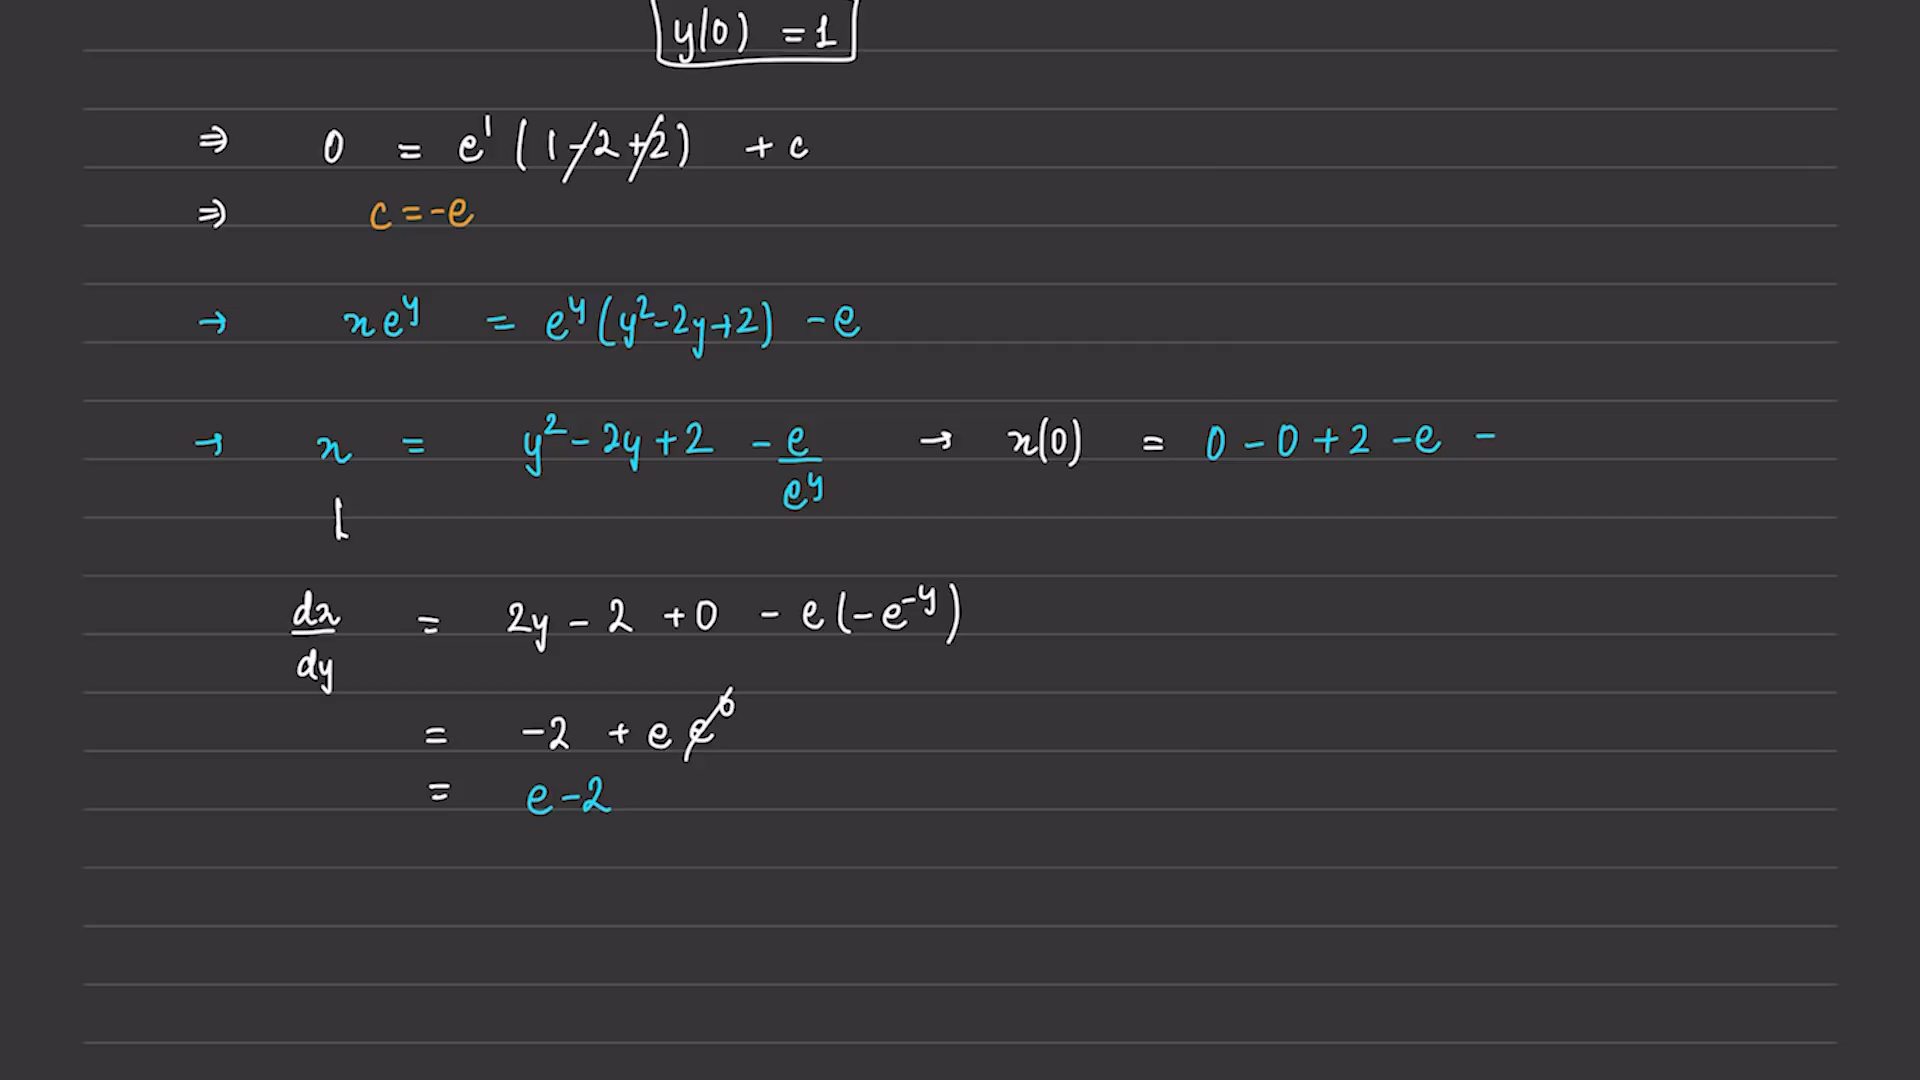 y(0) = 1
⇒ 0 = e¹ (1-2+2) + c
⇒ c = -e
→ xe^y = e^y (y²-2y+2) - e
→ x = y² - 2y + 2 - e/e^y → x(0) = 0 - 0 + 2 - e -
dx/dy = 2y - 2 + 0 - e(-e^-y)
= -2 + e e⁰
= e - 2